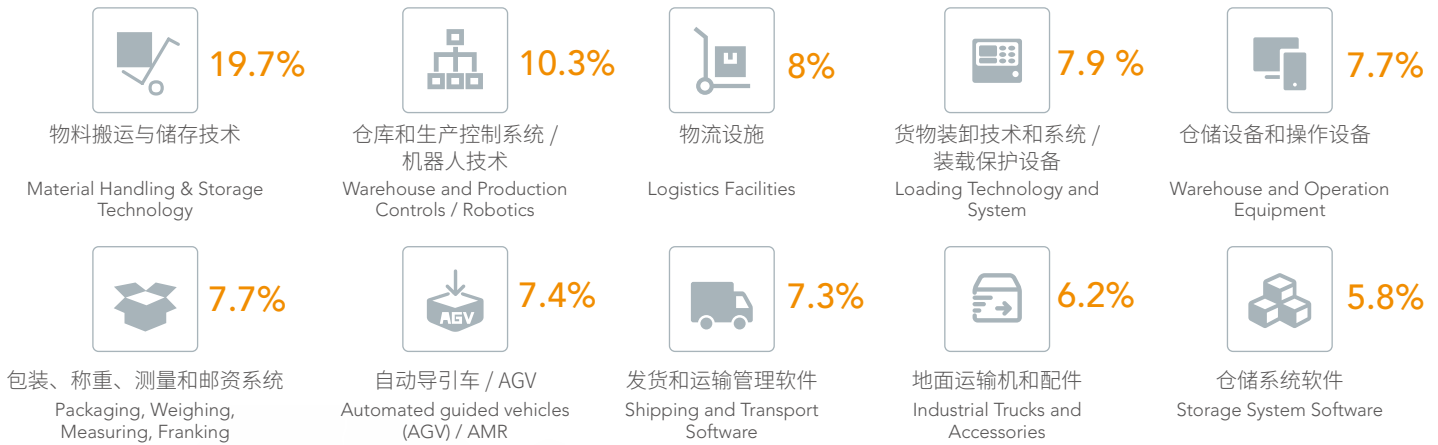 19.7%
物料搬运与储存技术
Material Handling & Storage
Technology
10.3%
仓库和生产控制系统 /
机器人技术
Warehouse and Production
Controls / Robotics
8%
物流设施
Logistics Facilities
7.9 %
货物装卸技术和系统 /
装载保护设备
Loading Technology and
System
7.7%
仓储设备和操作设备
Warehouse and Operation
Equipment
7.7%
包装、称重、测量和邮资系统
Packaging, Weighing,
Measuring, Franking
AGV
7.4%
自动导引车 / AGV
Automated guided vehicles
(AGV) / AMR
7.3%
发货和运输管理软件
Shipping and Transport
Software
6.2%
地面运输机和配件
Industrial Trucks and
Accessories
5.8%
仓储系统软件
Storage System Software